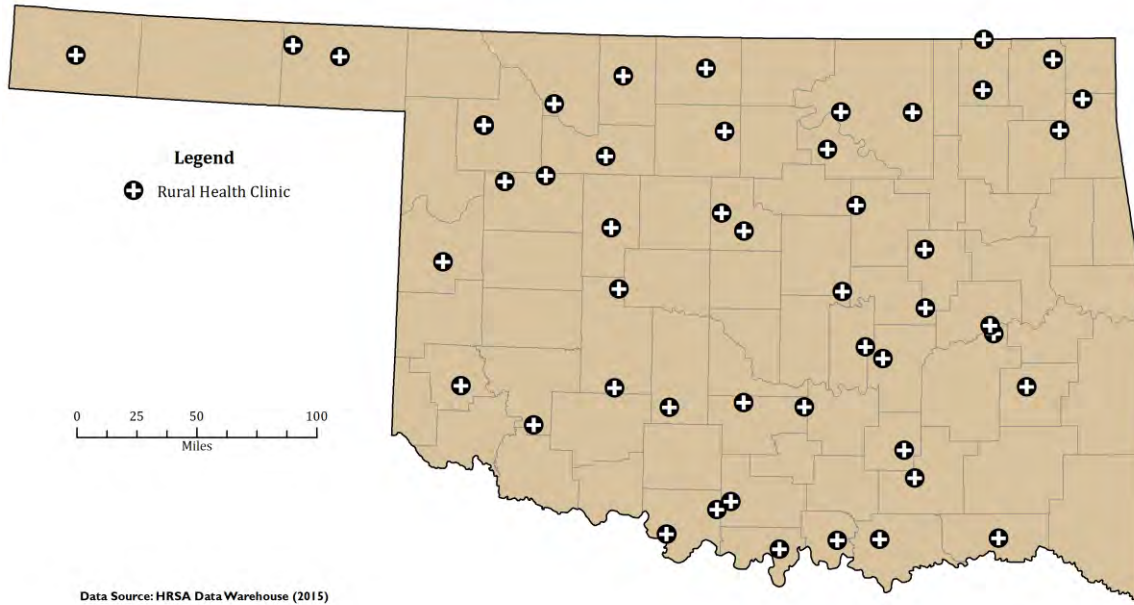 Legend
Rural Health Clinic
0 25 50 100
Miles
Data Source: HRSA Data Warehouse (2015)